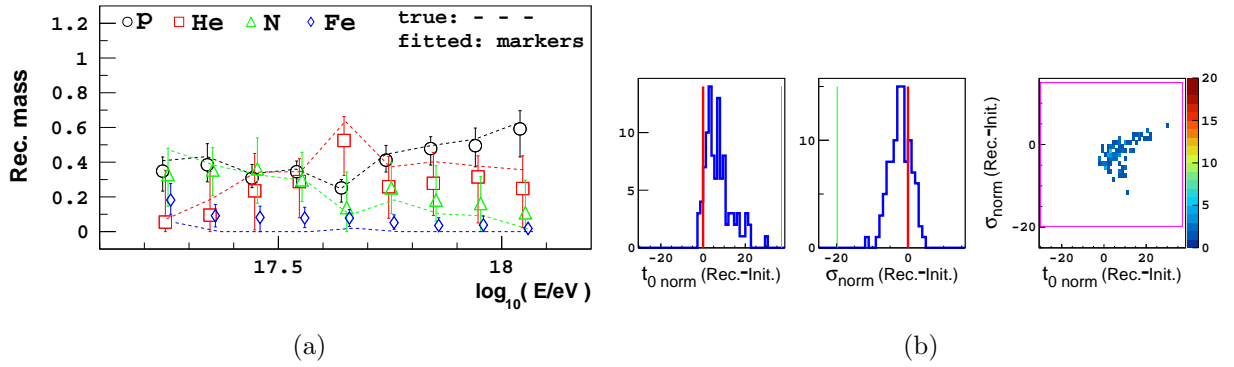 p He N Fe
true: - - -
fitted: markers
Rec. mass
1.2
1
0.8
0.6
0.4
0.2
0
17.5 18
log10( E/eV )
(a)
10
5
0
-20 0 20
t0 norm (Rec.-Init.)
10
5
0
-20 0
σnorm (Rec.-Init.)
σnorm (Rec.-Init.)
0
-20
-20 0 20
t0 norm (Rec.-Init.)
20
15
10
5
0
(b)